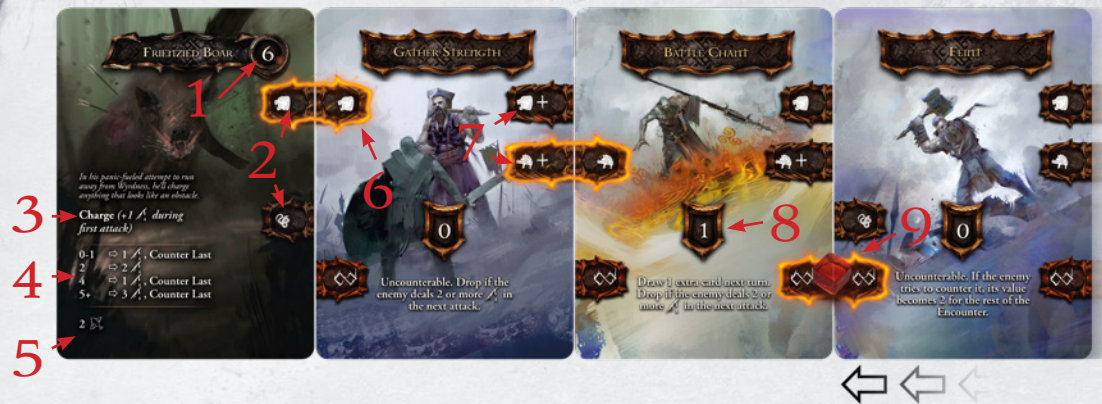 Frienzied Boar
6
1
2
In his panic-fueled attempt to run
away from Wyrdness, he'll charge
anything that looks like an obstacle.
3
Charge (+1 during
first attack)
4
0-1 ⇨ 1 , Counter Last
2 ⇨ 2
4 ⇨ 1 , Counter Last
5+ ⇨ 3 , Counter Last
5
2
Gather Strength
6
7
+
+
0
Uncounterable. Drop if the
enemy deals 2 or more in
the next attack.
Battle Chant
+
1
8
Draw 1 extra card next turn.
Drop if the enemy deals 2 or
more in the next attack.
Feint
9
0
Uncounterable. If the enemy
tries to counter it, its value
becomes 2 for the rest of the
Encounter.